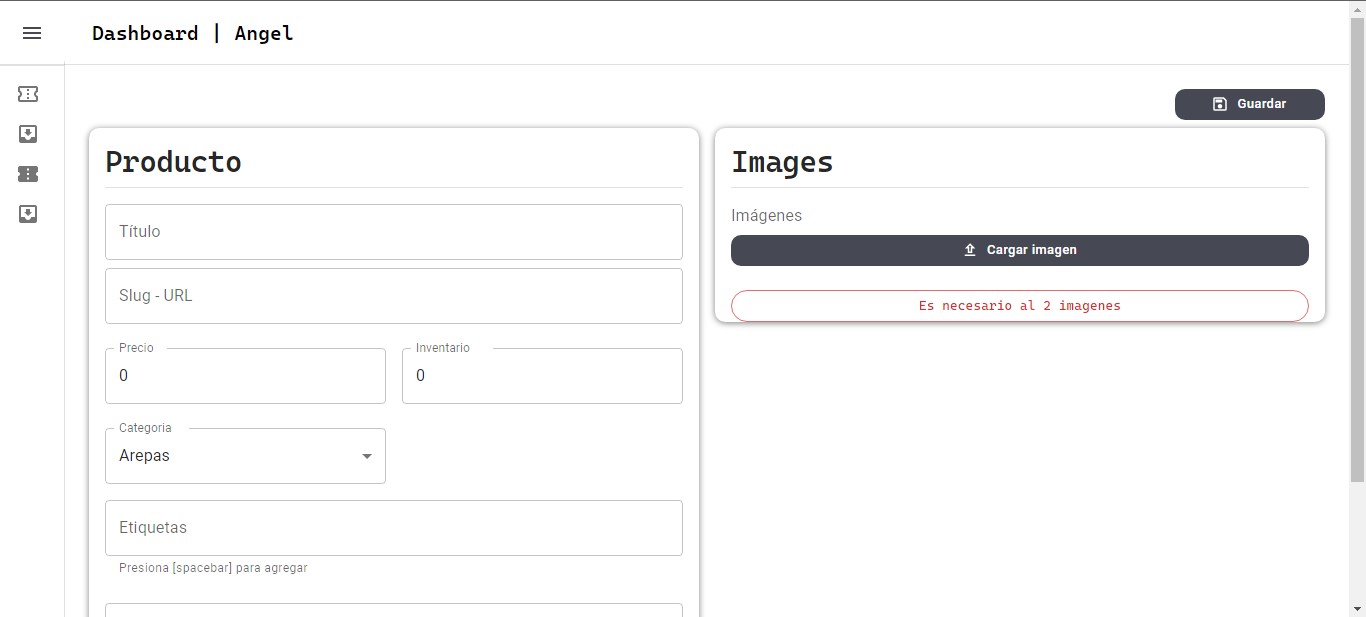 Dashboard | Angel
Guardar
Producto
Título
Slug - URL
Precio
0
Inventario
0
Categoria
Arepas
Etiquetas
Presiona [spacebar] para agregar
Images
Imágenes
Cargar imagen
Es necesario al 2 imagenes